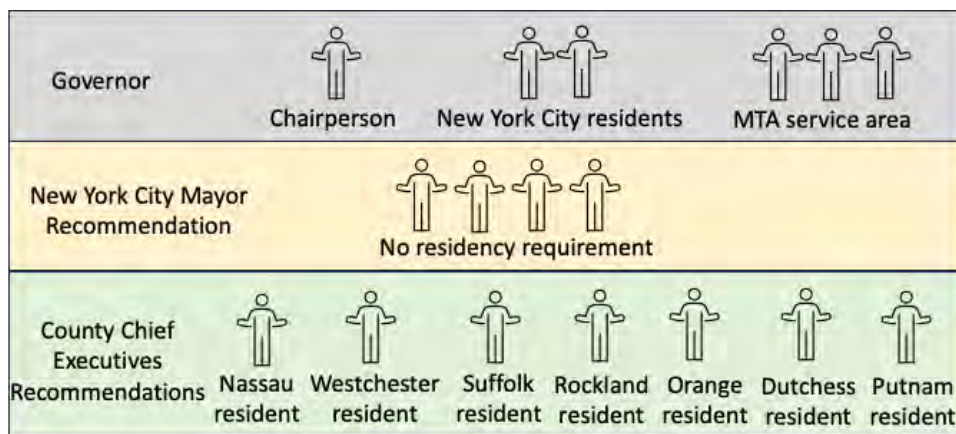 Governor
Chairperson
New York City residents
MTA service area
New York City Mayor
Recommendation
No residency requirement
County Chief
Executives
Recommendations
Nassau
resident
Westchester
resident
Suffolk
resident
Rockland
resident
Orange
resident
Dutchess
resident
Putnam
resident